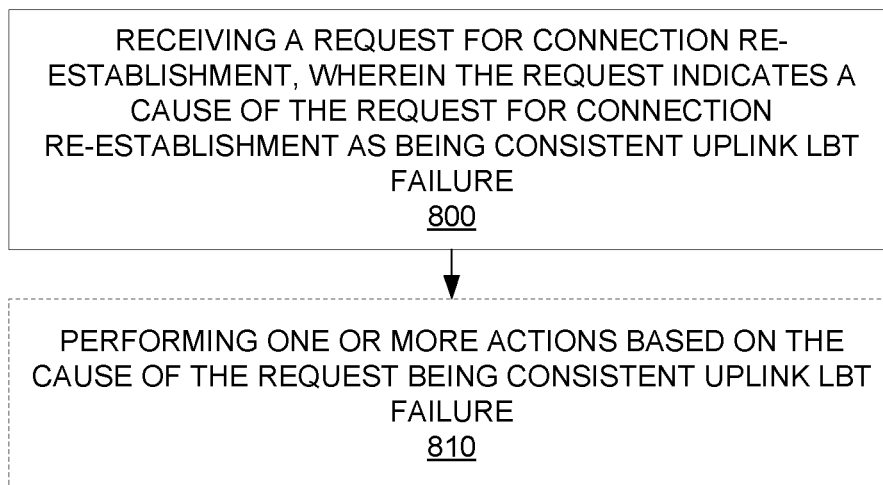 RECEIVING A REQUEST FOR CONNECTION RE-
ESTABLISHMENT, WHEREIN THE REQUEST INDICATES A
CAUSE OF THE REQUEST FOR CONNECTION
RE-ESTABLISHMENT AS BEING CONSISTENT UPLINK LBT
FAILURE
800
PERFORMING ONE OR MORE ACTIONS BASED ON THE
CAUSE OF THE REQUEST BEING CONSISTENT UPLINK LBT
FAILURE
810